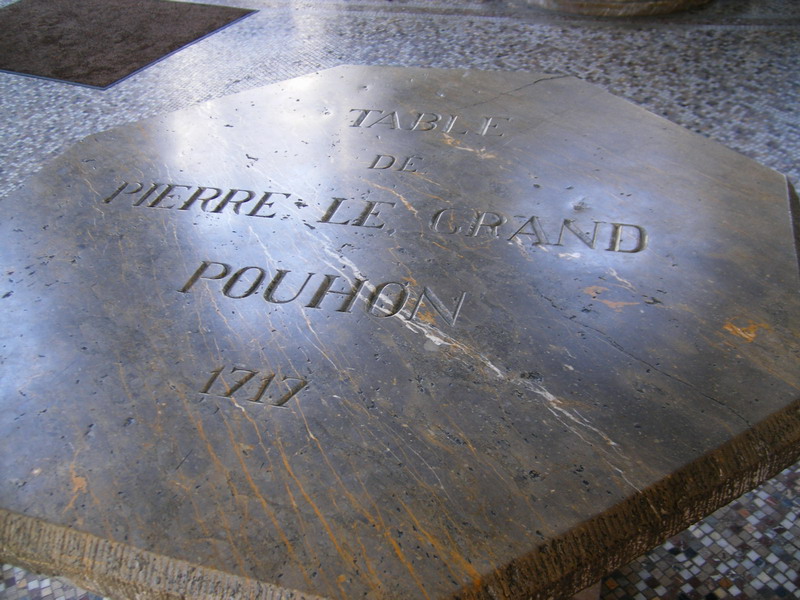 TABLE
DE
PIERRE·LE GRAND
POUHON
1717